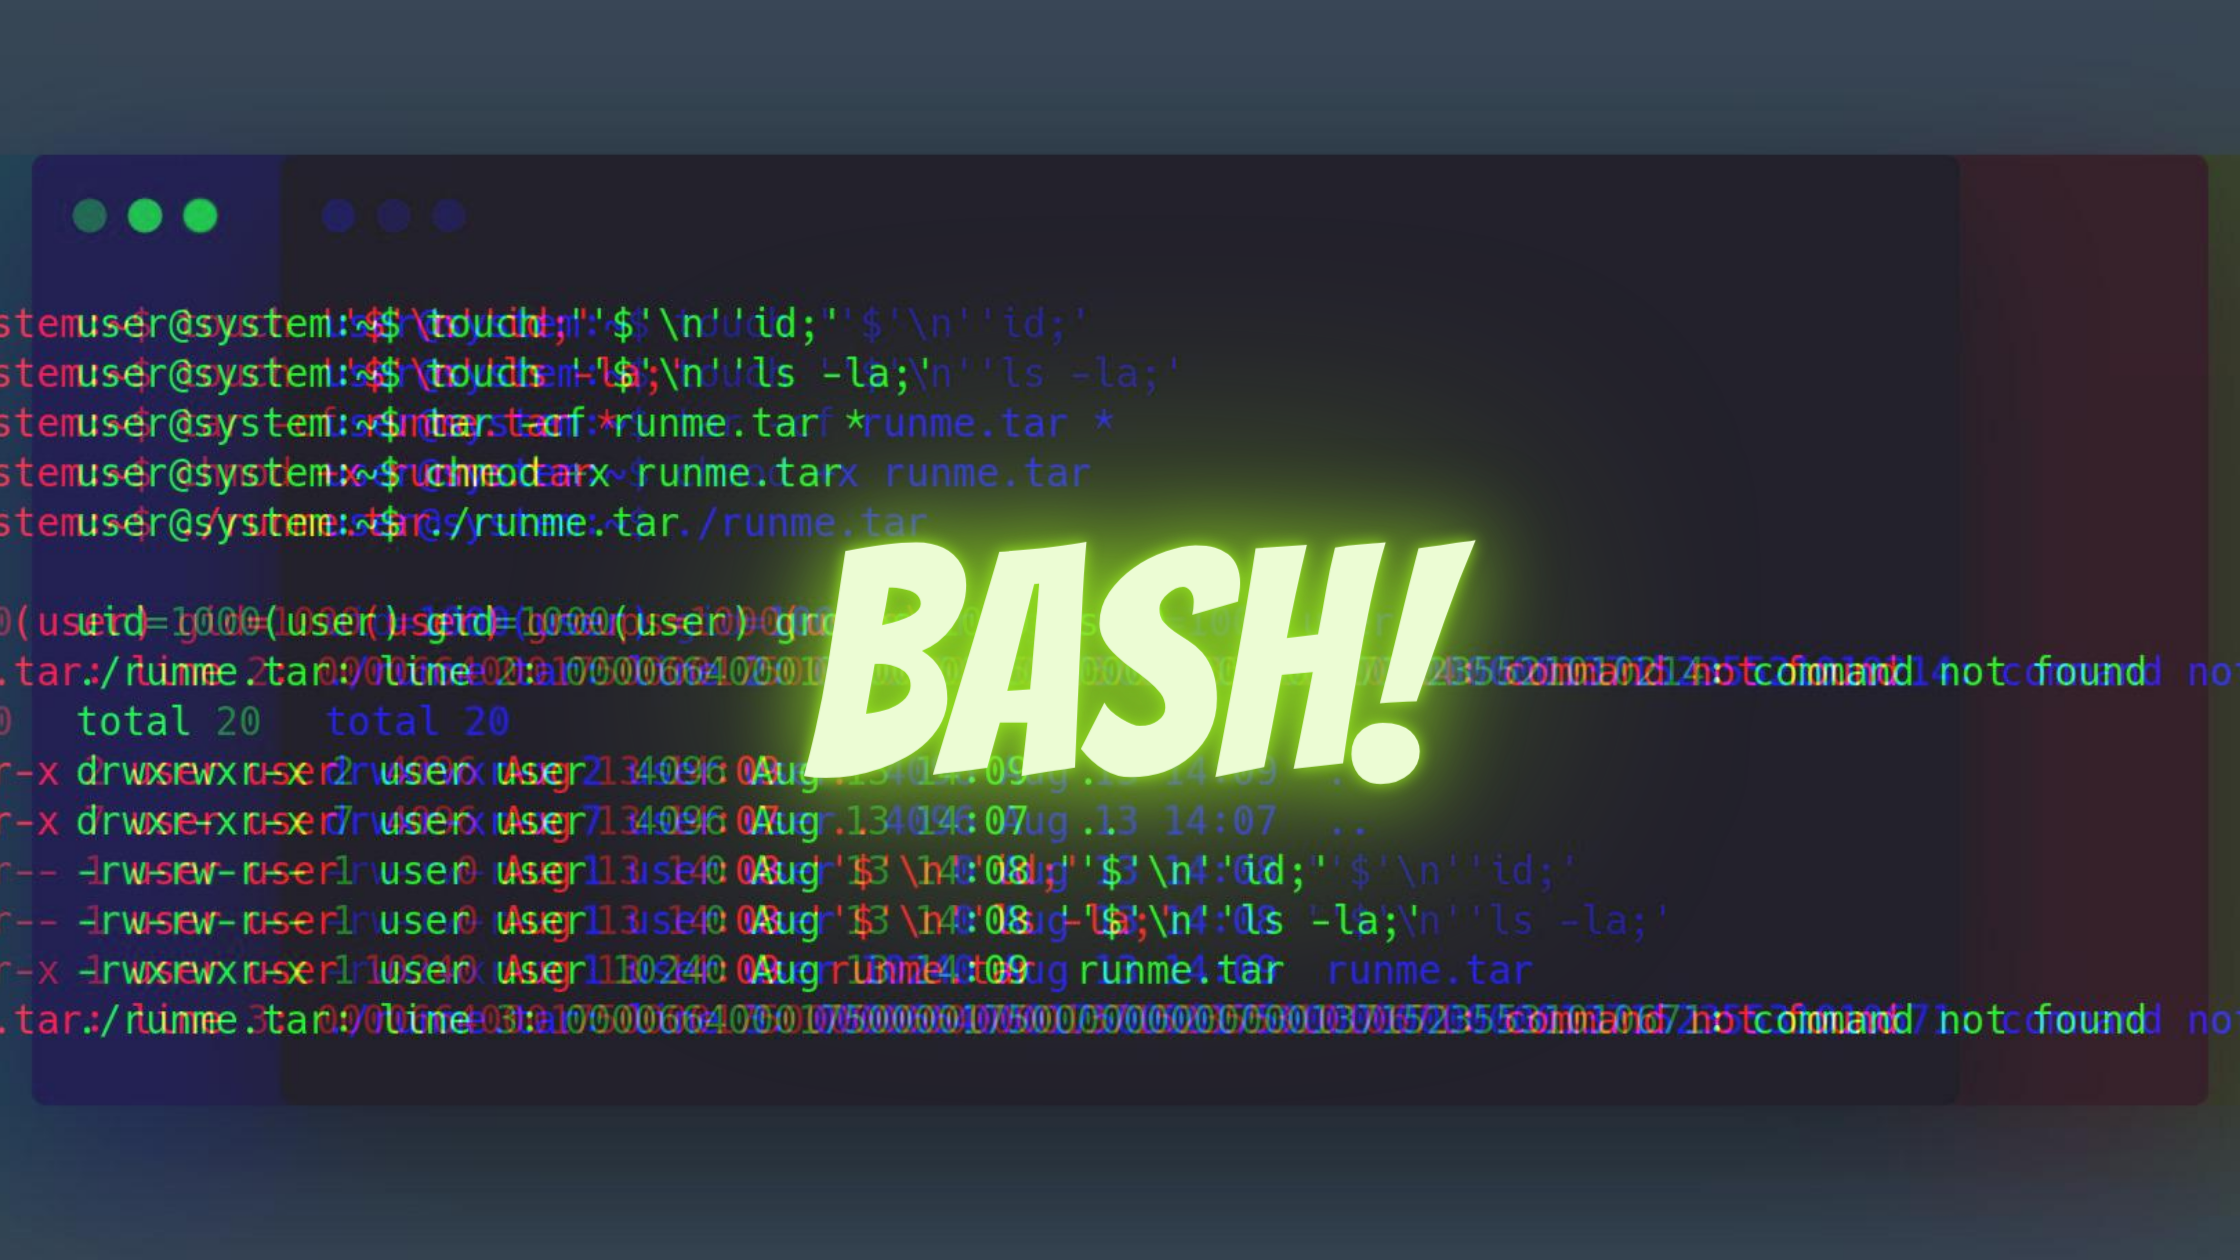 user@system:~$ touch ''$'\n''id;'
user@system:~$ touch ''$'\n''ls -la;'
user@system:~$ tar -cf runme.tar *
user@system:~$ chmod +x runme.tar
user@system:~$ ./runme.tar
BASH!
uid=1000(user) gid=1000(user)
./runme.tar: line 2: command not found
total 20
drwxrwxr-x 2 user user 4096 Aug 13 14:09 .
drwxr-xr-x 7 user user 4096 Aug 13 14:07 ..
-rw-rw-r-- 1 user user 0 Aug 13 14:08 ''$'\n''id;'
-rw-rw-r-- 1 user user 0 Aug 13 14:08 ''$'\n''ls -la;'
-rwxrwxr-x 1 user user 10240 Aug 13 14:09 runme.tar
./runme.tar: line 3: command not found